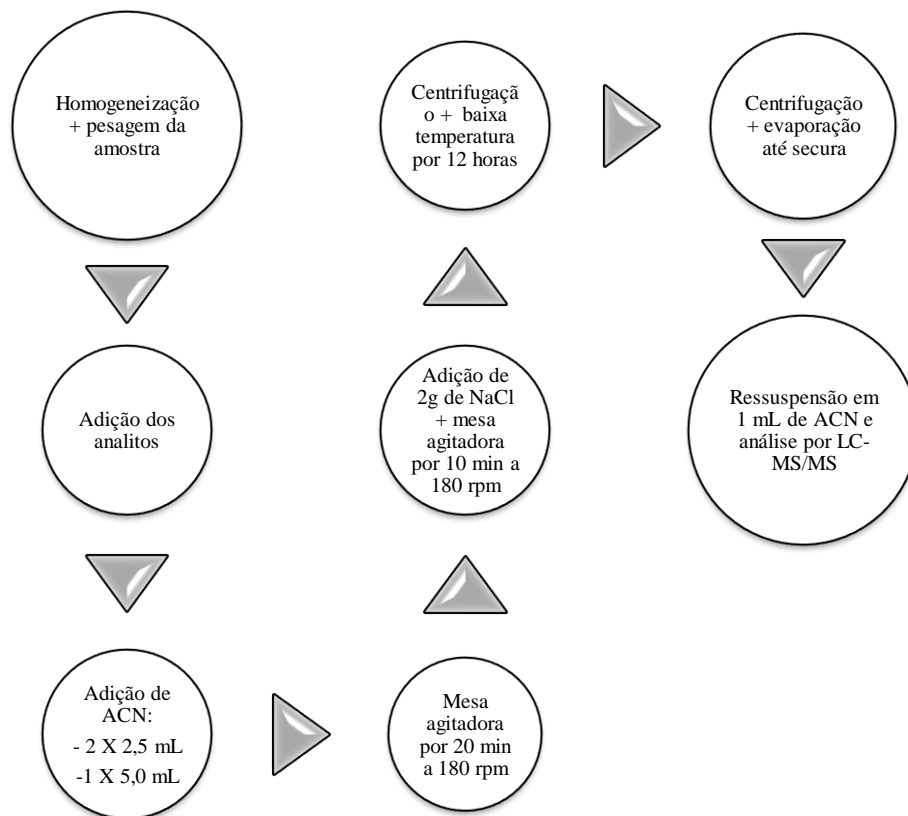 Homogeneização
+ pesagem da
amostra
Adição dos
analitos
Adição de
ACN:
- 2 X 2,5 mL
-1 X 5,0 mL
Mesa
agitadora
por 20 min
a 180 rpm
Adição de
2g de NaCl
+ mesa
agitadora
por 10 min a
180 rpm
Centrifugaçã
o + baixa
temperatura
por 12 horas
Centrifugação
+ evaporação
até secura
Ressuspensão em
1 mL de ACN e
análise por LC-
MS/MS